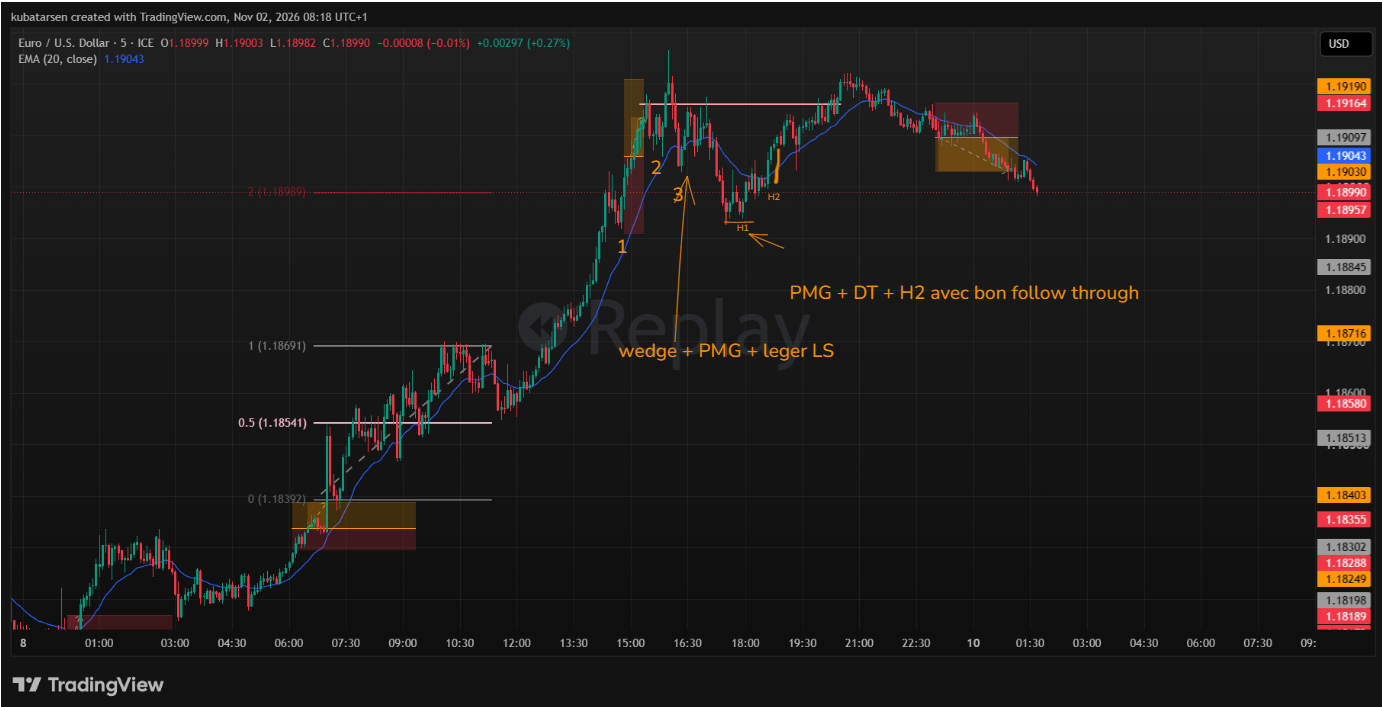 kubatarsen created with TradingView.com, Nov 02, 2026 08:18 UTC+1
Euro / U.S. Dollar · 5 · ICE O1.18999 H1.19003 L1.18982 C1.18990 −0.00008 (−0.01%) +0.00297 (+0.27%)
USD
EMA (20, close) 1.19043
1.19190
1.19164
1.19097
1.19043
1.19030
2 (1.18989)
1.18990
1.18957
1.18900
1.18845
1.18800
1.18716
1.18700
1.18600
1.18580
1.18513
1.18403
1.18355
1.18302
1.18288
1.18249
1.18198
1.18189
2
3
1
H2
H1
PMG + DT + H2 avec bon follow through
Replay
wedge + PMG + leger LS
1 (1.18691)
0.5 (1.18541)
0 (1.18392)
8 01:00 03:00 04:30 06:00 07:30 09:00 10:30 12:00 13:30 15:00 16:30 18:00 19:30 21:00 22:30 10 01:30 03:00 04:30 06:00 07:30 09:
TradingView